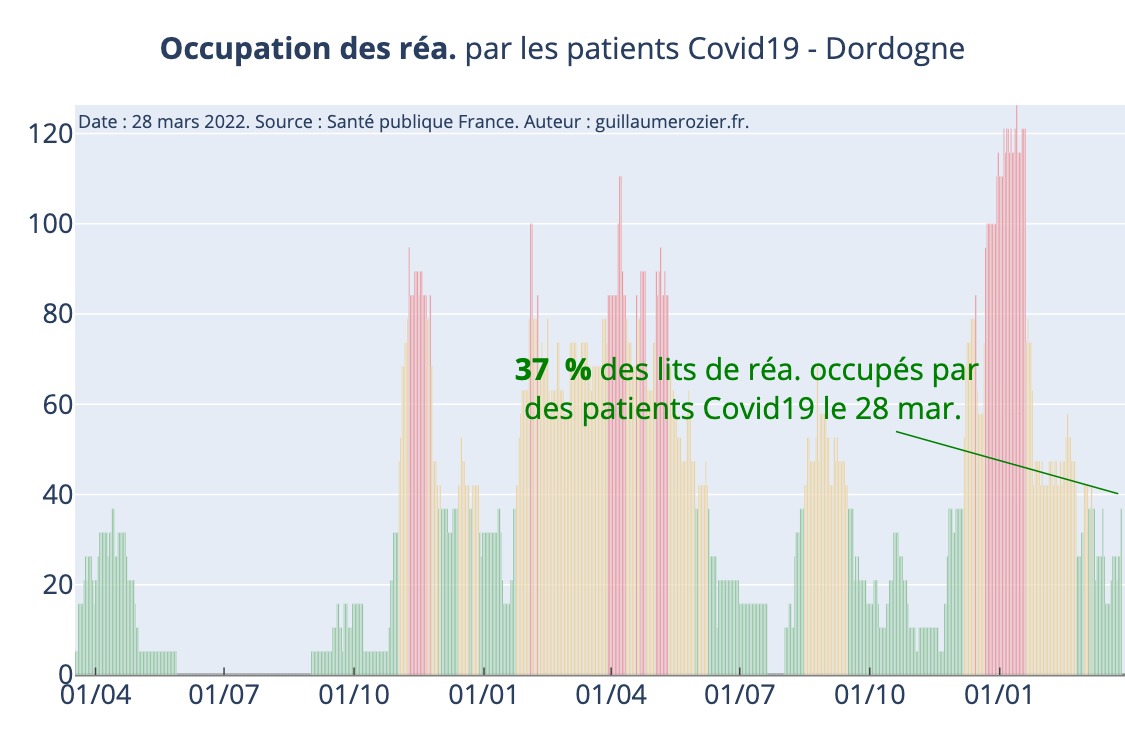 Occupation des réa. par les patients Covid19 - Dordogne
Date : 28 mars 2022. Source : Santé publique France. Auteur : guillaumerozier.fr.
120
100
80
60
40
20
0
37 % des lits de réa. occupés par
des patients Covid19 le 28 mar.
01/04 01/07 01/10 01/01 01/04 01/07 01/10 01/01